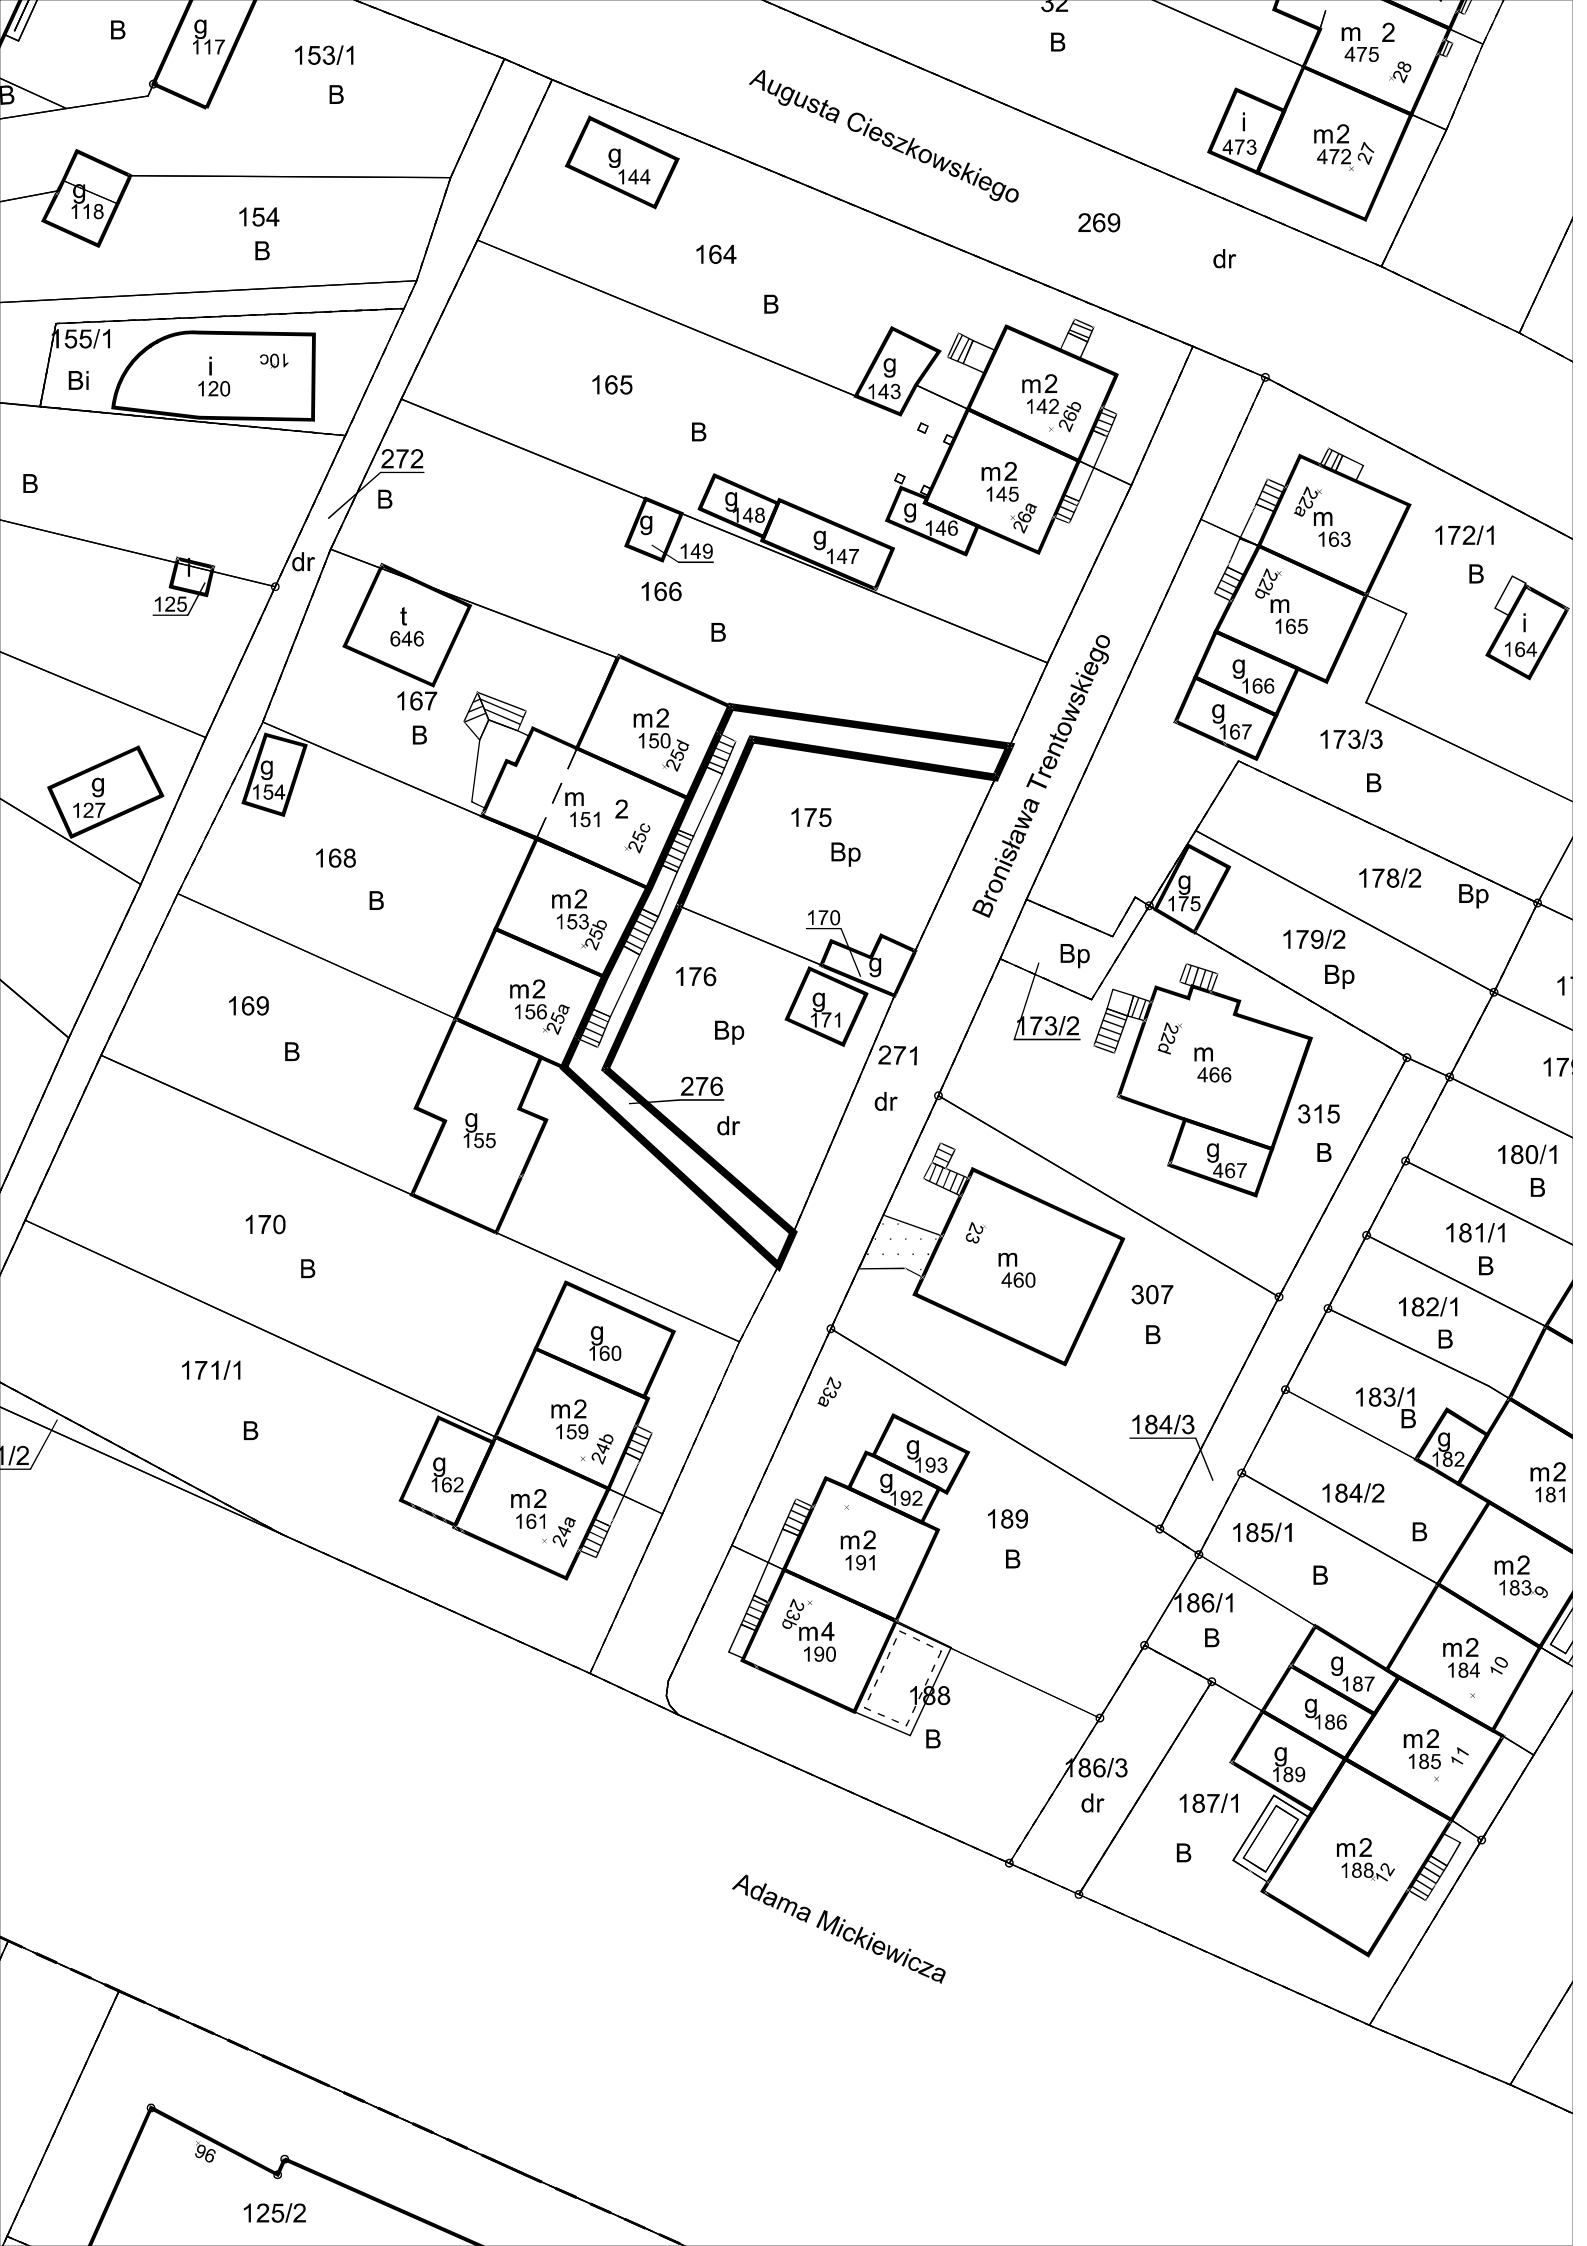 32
B
B
g
117
153/1
B
B
m 2
475
28
i
473
m2
472
27
Augusta Cieszkowskiego
269
dr
g
144
g
118
154
B
164
B
155/1
Bi
i
120
10c
165
B
g
143
m2
142
26b
m2
145
26a
g
146
B
272
B
dr
g
148
g
147
g
149
166
B
i
125
t
646
167
B
m
163
22a
m
165
22b
172/1
B
i
164
g
166
g
167
173/3
B
Bronisława Trentowskiego
m2
150
25d
m 2
151
25c
m2
153
25b
m2
156
25a
g
154
g
127
168
B
175
Bp
170
g
g
171
176
Bp
276
dr
271
dr
178/2
Bp
g
175
179/2
Bp
Bp
173/2
17
179
169
B
g
155
m
466
22d
g
467
315
B
180/1
B
181/1
B
182/1
B
183/1
B
170
B
23
m
460
307
B
171/1
B
1/2
g
160
m2
159
24b
g
162
m2
161
24a
23a
g
193
g
192
m2
191
189
B
23b
m4
190
188
B
184/3
g
182
m2
181
184/2
B
185/1
B
m2
183
9
186/1
B
m2
184
10
g
187
g
186
g
189
m2
185
11
186/3
dr
187/1
B
m2
188
12
Adama Mickiewicza
96
125/2